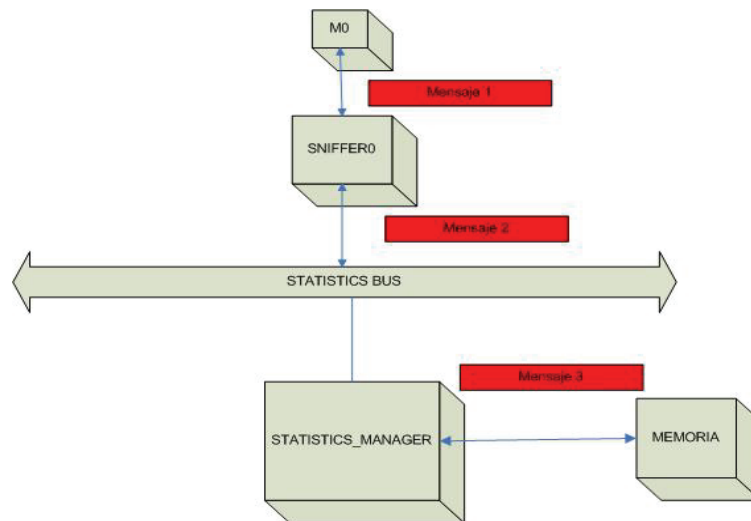 M0
Mensaje 1
SNIFFER0
Mensaje 2
STATISTICS BUS
Mensaje 3
STATISTICS_MANAGER
MEMORIA